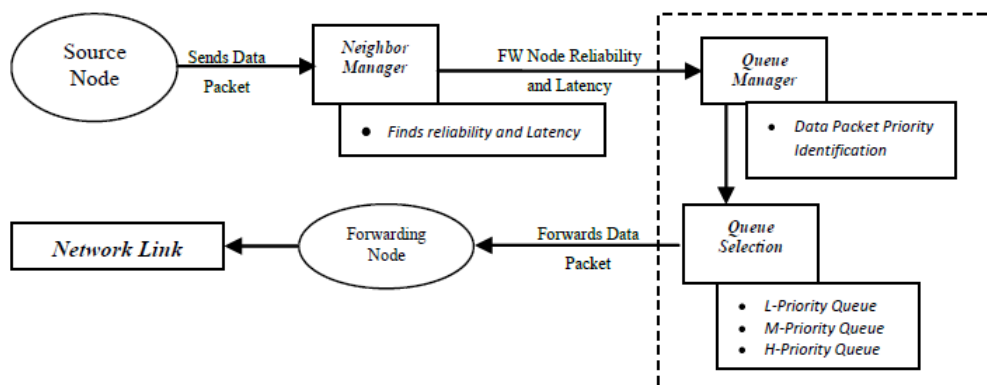 Source
Node
Sends Data
Packet
Neighbor
Manager
• Finds reliability and Latency
FW Node Reliability
and Latency
Queue
Manager
• Data Packet Priority
Identification
Queue
Selection
• L-Priority Queue
• M-Priority Queue
• H-Priority Queue
Forwards Data
Packet
Forwarding
Node
Network Link